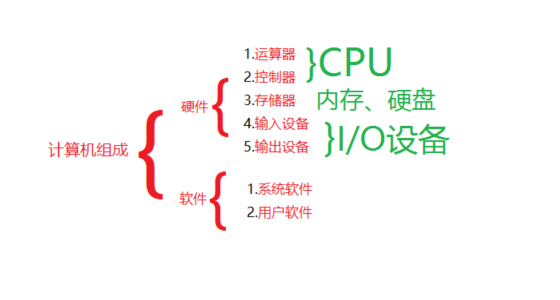 计算机组成
硬件
1.运算器
2.控制器
}CPU
3.存储器 内存、硬盘
4.输入设备
5.输出设备
}I/O设备
软件
1.系统软件
2.用户软件